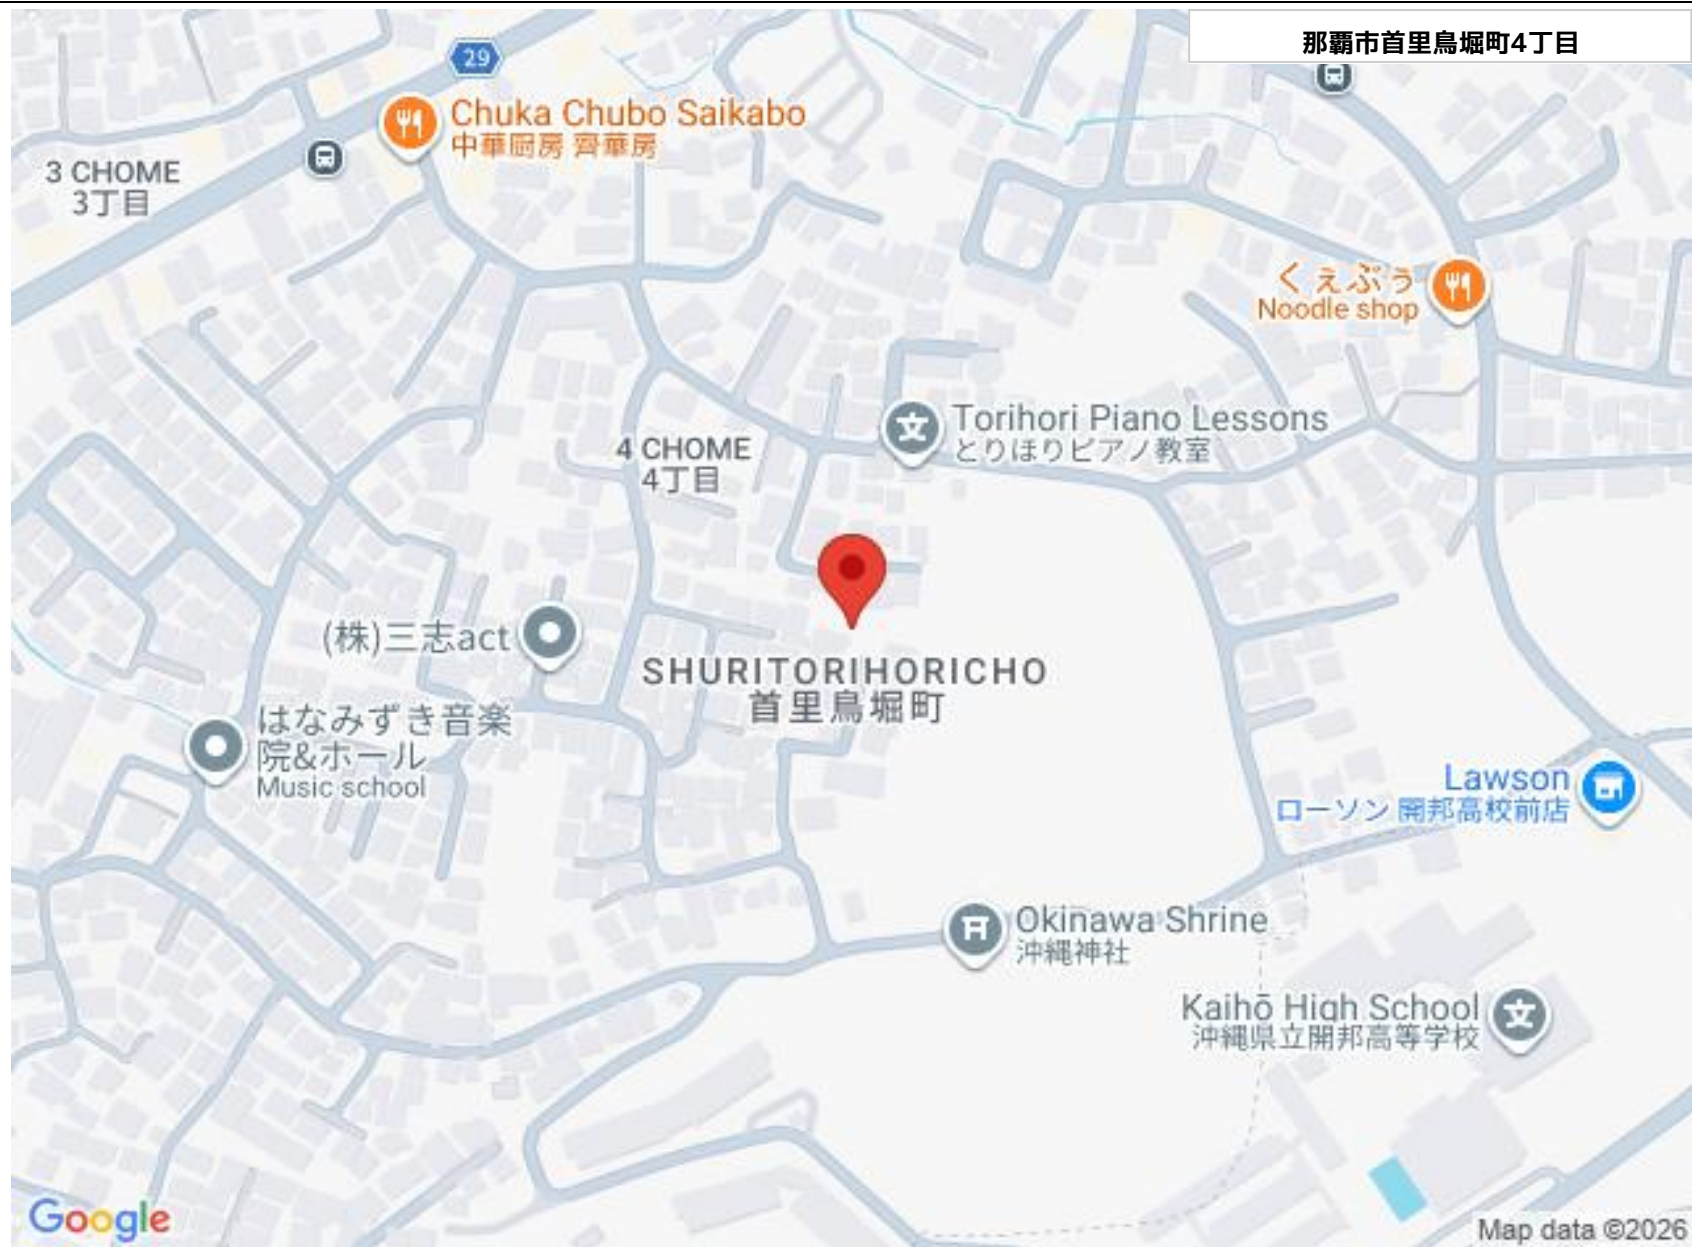 那覇市首里鳥堀町4丁目
29
Chuka Chubo Saikabo
中華厨房 齊華房
3 CHOME
3丁目
くぇぷぅ
Noodle shop
Torihori Piano Lessons
とりほりピアノ教室
4 CHOME
4丁目
(株)三志act
SHURITORIHORICHO
首里鳥堀町
はなみずき音楽
院&ホール
Music school
Lawson
ローソン 開邦高校前店
Okinawa Shrine
沖縄神社
Kaihō High School
沖縄県立開邦高等学校
Google
Map data ©2026